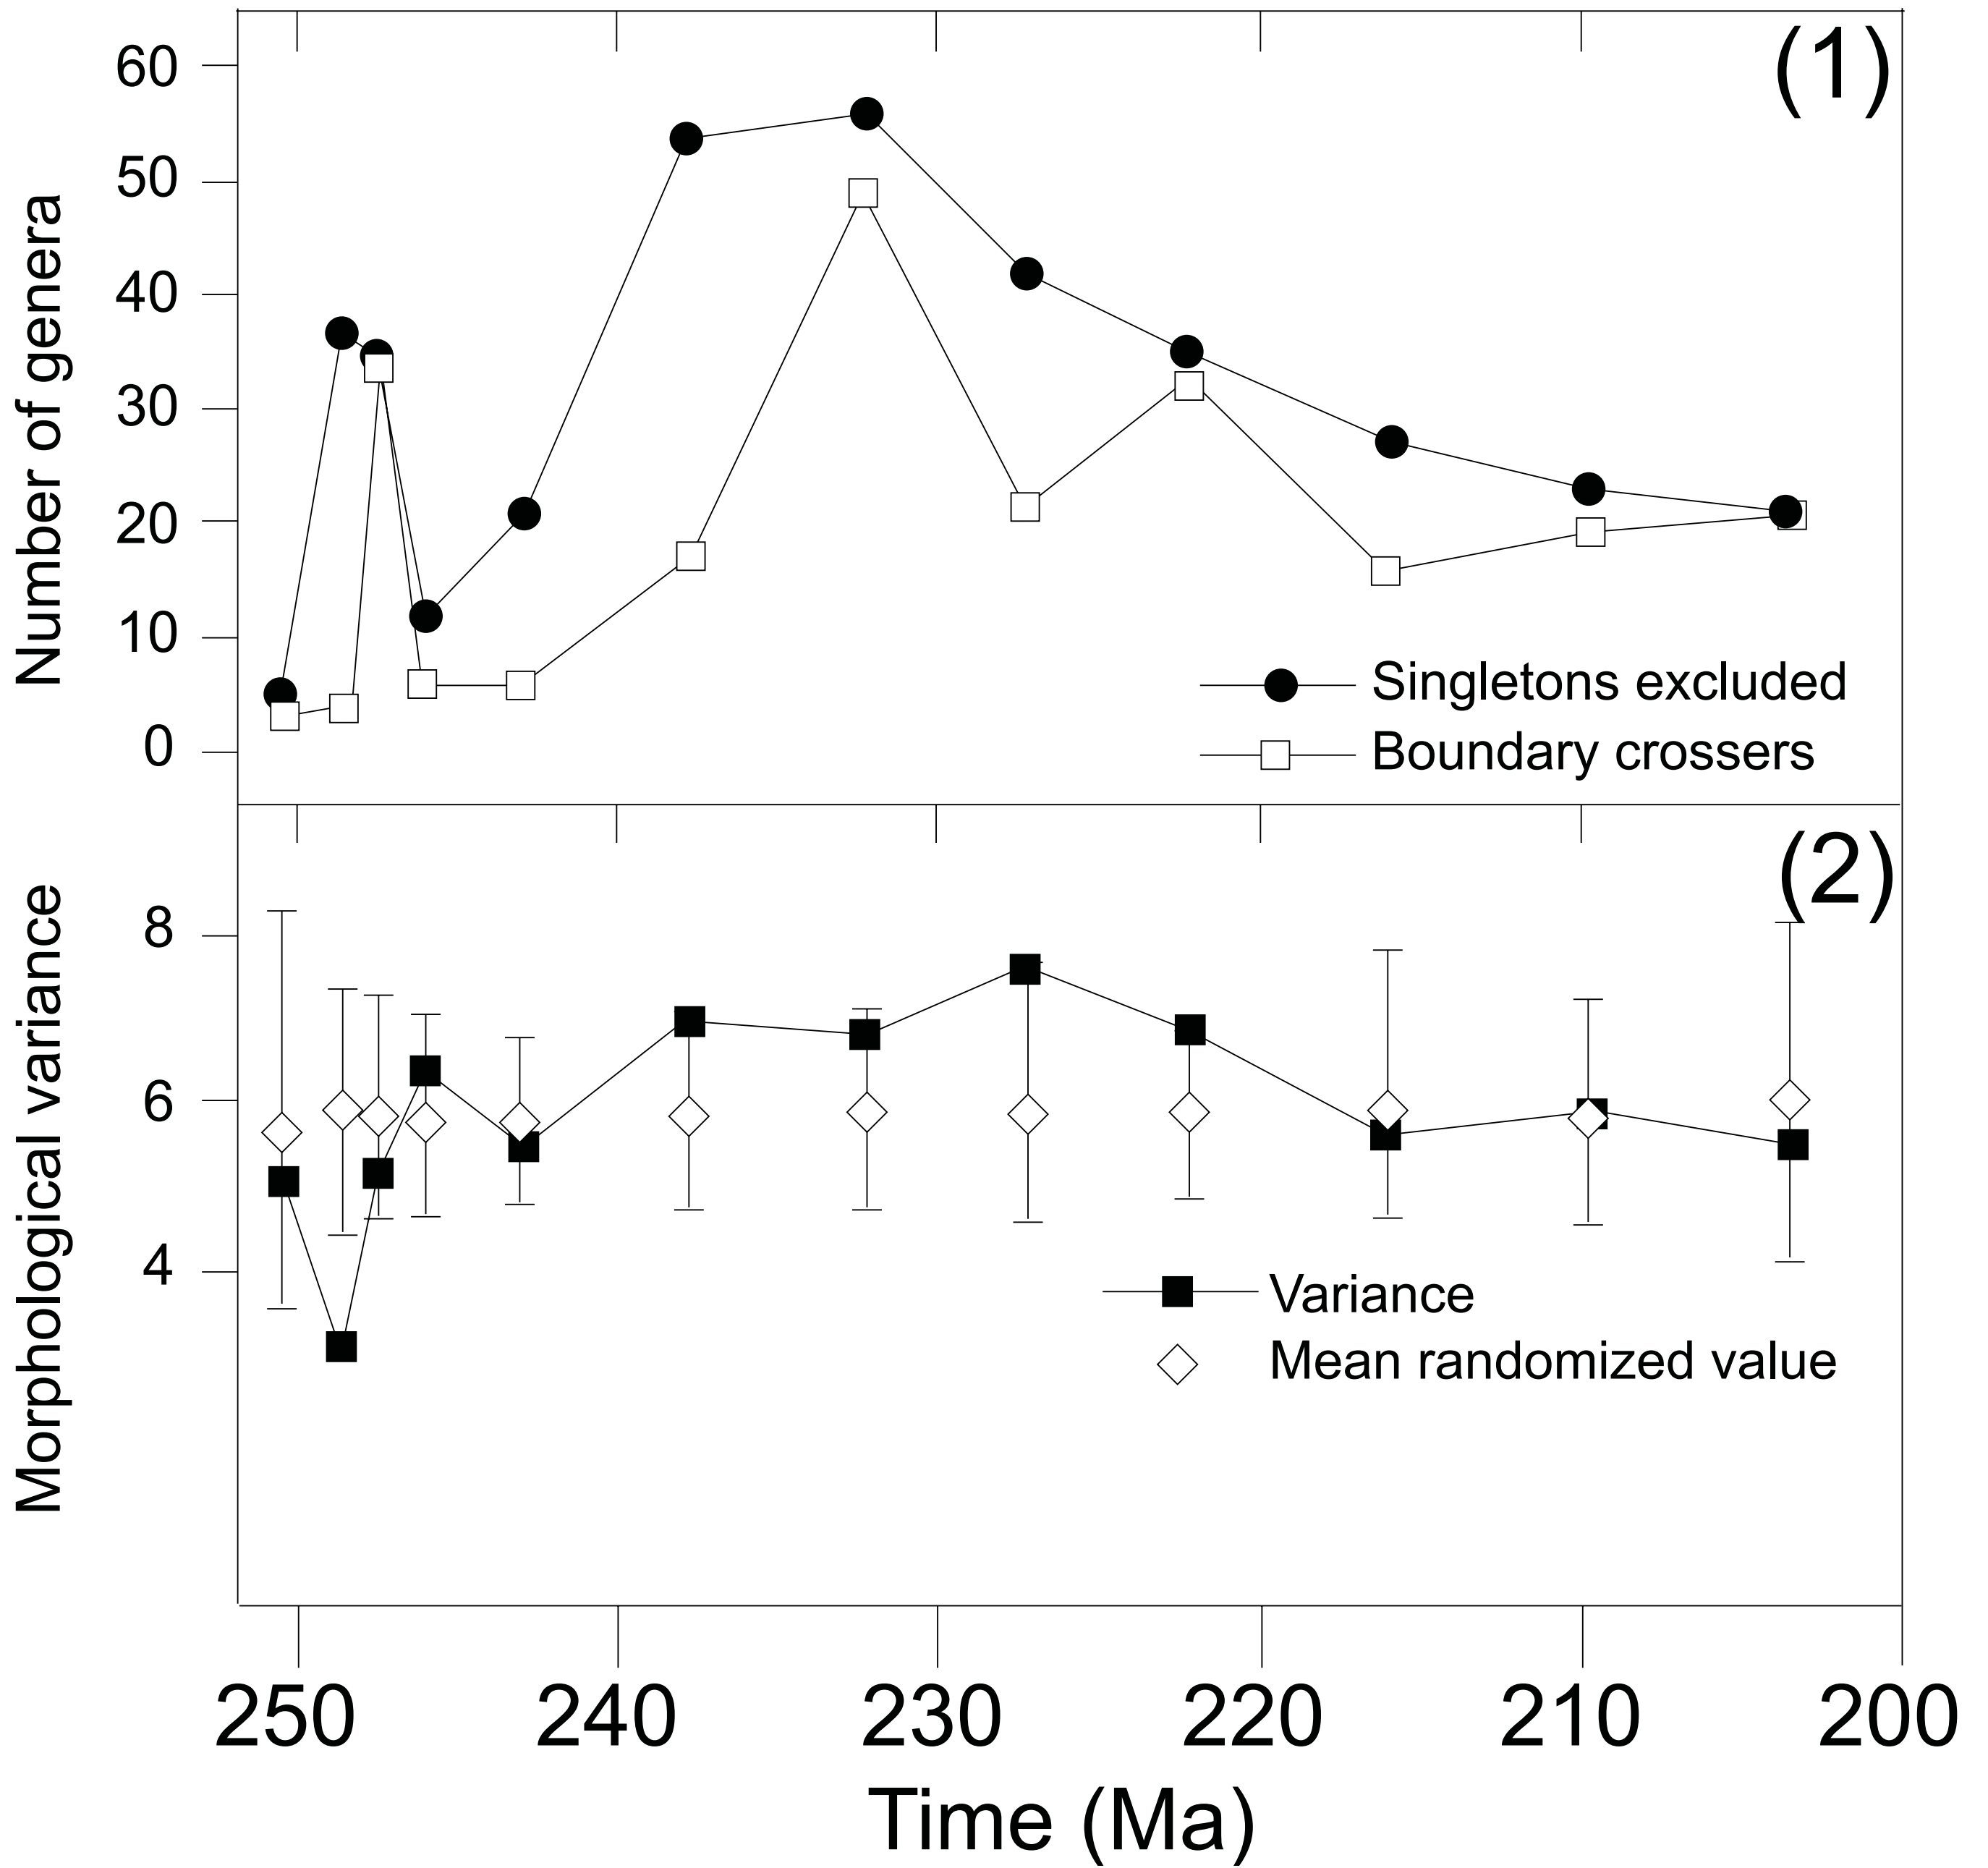 (1)
60
50
40
30
20
10
0
Number of genera
Singletons excluded
Boundary crossers
(2)
8
6
4
Morphological variance
Variance
Mean randomized value
250 240 230 220 210 200
Time (Ma)